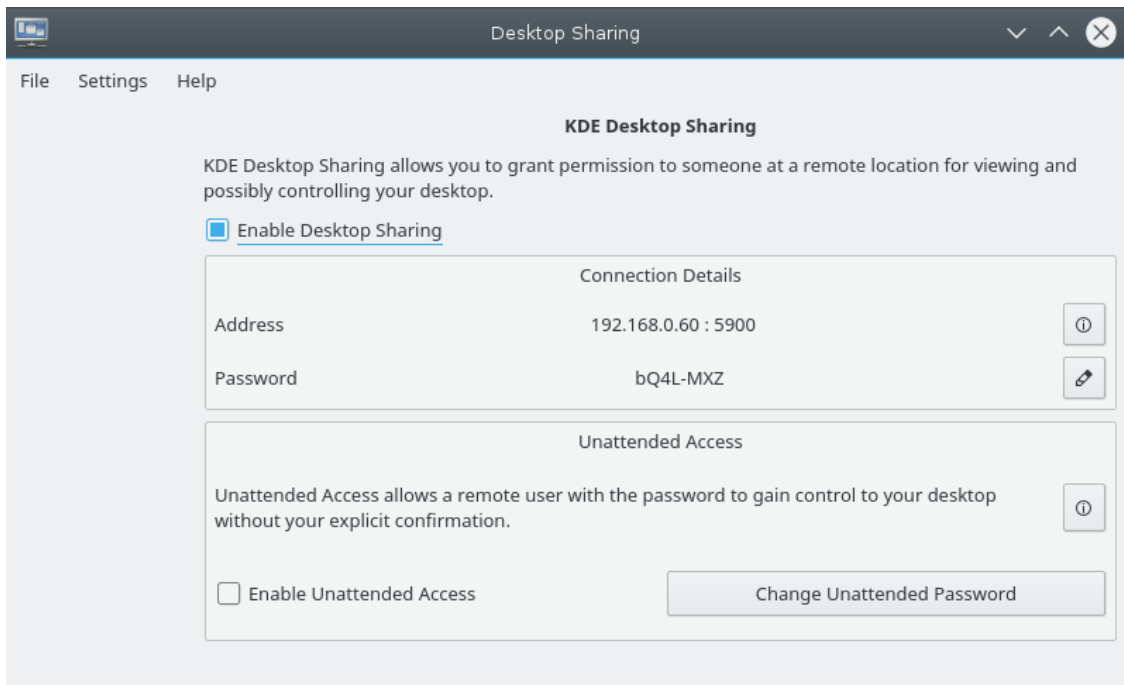 Desktop Sharing
File Settings Help
KDE Desktop Sharing
KDE Desktop Sharing allows you to grant permission to someone at a remote location for viewing and
possibly controlling your desktop.
Enable Desktop Sharing
Connection Details
Address 192.168.0.60 : 5900
Password bQ4L-MXZ
Unattended Access
Unattended Access allows a remote user with the password to gain control to your desktop
without your explicit confirmation.
Enable Unattended Access Change Unattended Password